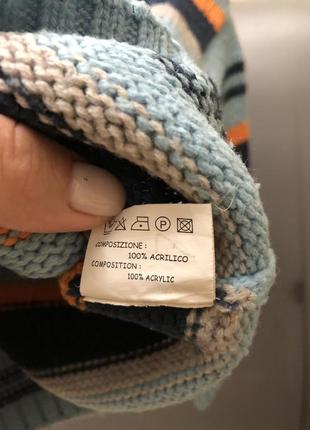 P
COMPOSIZIONE :
100% ACRILICO
COMPOSITION :
100% ACRYLIC